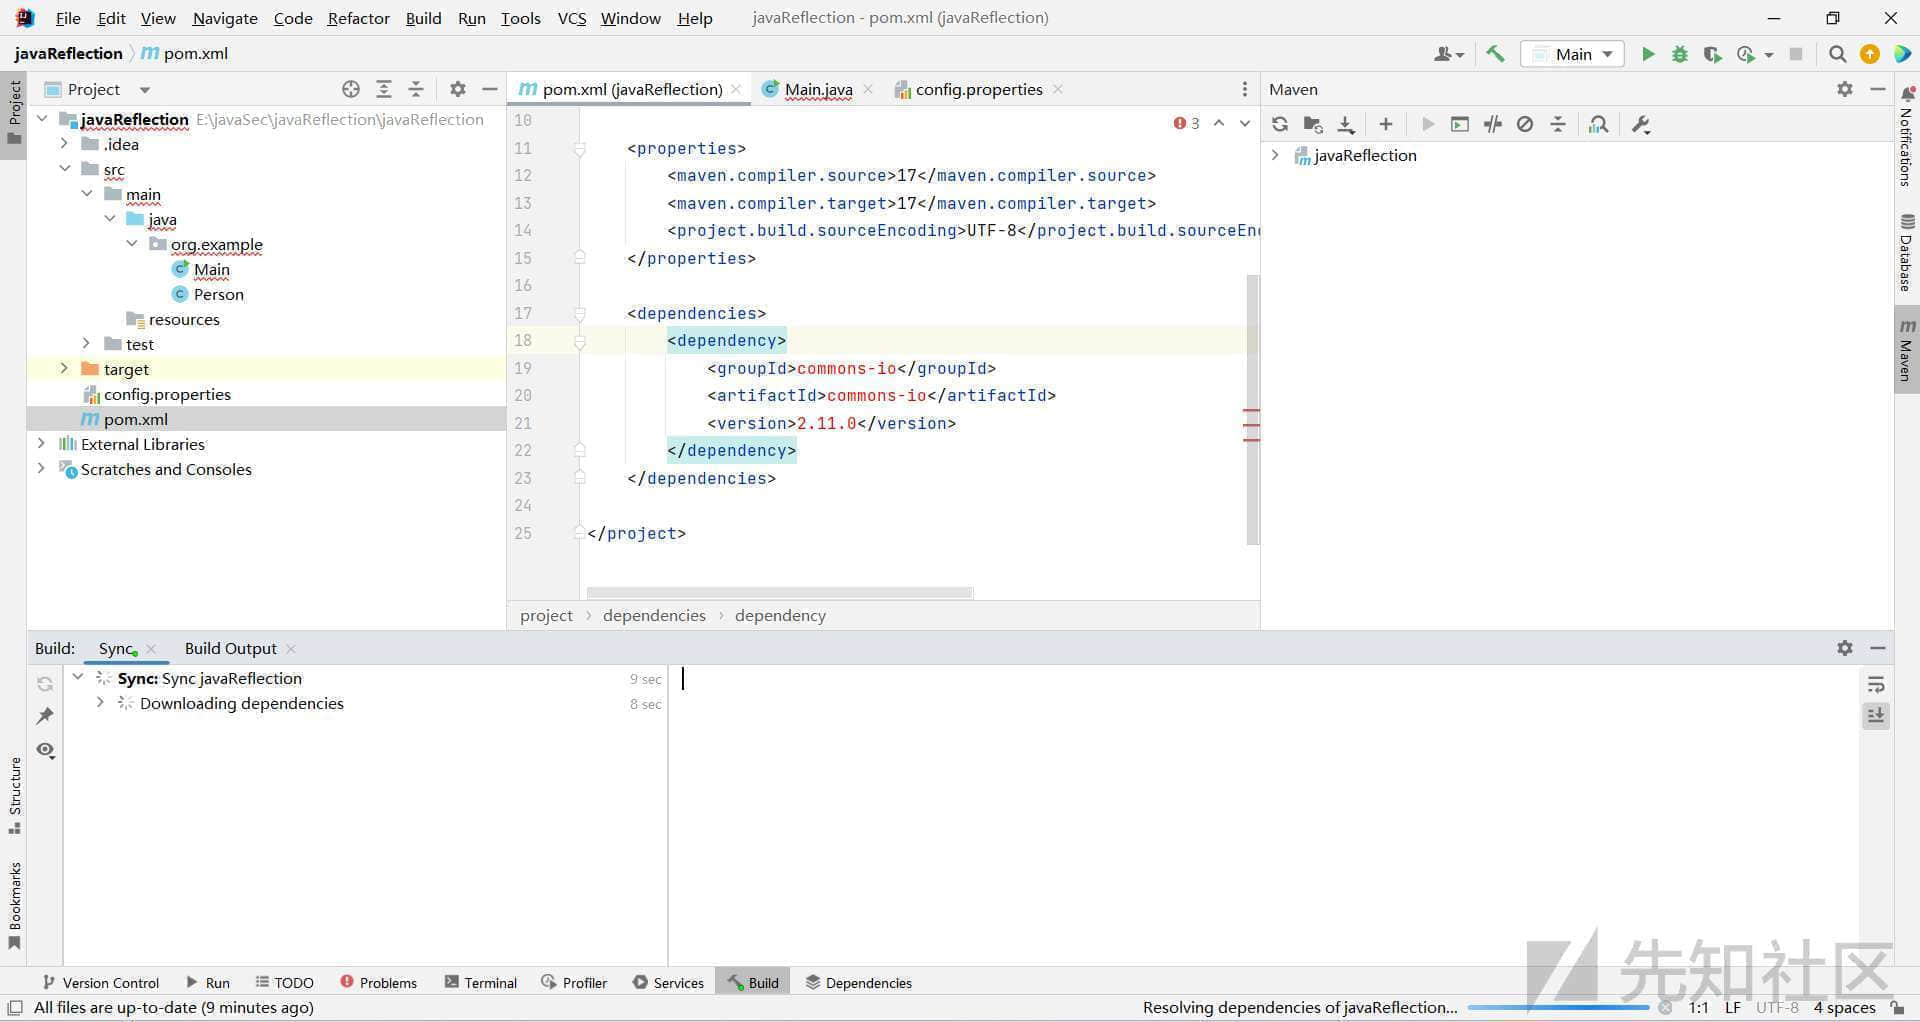 File Edit View Navigate Code Refactor Build Run Tools VCS Window Help javaReflection - pom.xml (javaReflection)
javaReflection pom.xml Main
Project
pom.xml (javaReflection) Main.java config.properties
Maven
javaReflection E:\javaSec\javaReflection\javaReflection
.idea
src
main
java
org.example
Main
Person
resources
test
target
config.properties
pom.xml
External Libraries
Scratches and Consoles
10
11 <properties>
12 <maven.compiler.source>17</maven.compiler.source>
13 <maven.compiler.target>17</maven.compiler.target>
14 <project.build.sourceEncoding>UTF-8</project.build.sourceEnc
15 </properties>
16
17 <dependencies>
18 <dependency>
19 <groupId>commons-io</groupId>
20 <artifactId>commons-io</artifactId>
21 <version>2.11.0</version>
22 </dependency>
23 </dependencies>
24
25 </project>
3
project › dependencies › dependency
javaReflection
Project
Structure
Bookmarks
Notifications
Database
Maven
Build: Sync Build Output
Sync: Sync javaReflection 9 sec
Downloading dependencies 8 sec
Version Control Run TODO Problems Terminal Profiler Services Build Dependencies
All files are up-to-date (9 minutes ago) Resolving dependencies of javaReflection... 1:1 LF UTF-8 4 spaces
先知社区